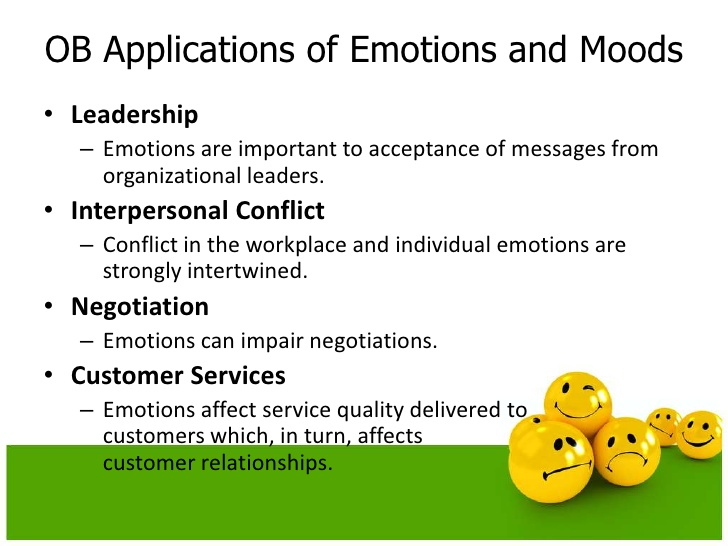 OB Applications of Emotions and Moods
• Leadership
– Emotions are important to acceptance of messages from
organizational leaders.
• Interpersonal Conflict
– Conflict in the workplace and individual emotions are
strongly intertwined.
• Negotiation
– Emotions can impair negotiations.
• Customer Services
– Emotions affect service quality delivered to
customers which, in turn, affects
customer relationships.